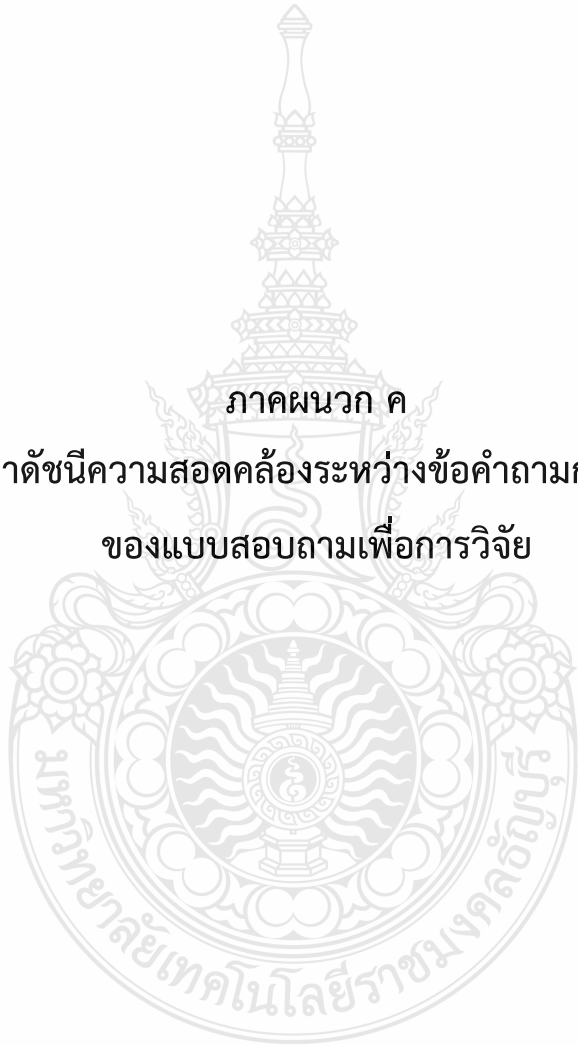 ภาคผนวก ค
าดัชนีความสอดคล้องระหว่างข้อคำถามก
ของแบบสอบถามเพื่อการวิจัย
มหาวิทยาลัยเทคโนโลยีราชมงคลธัญบุรี